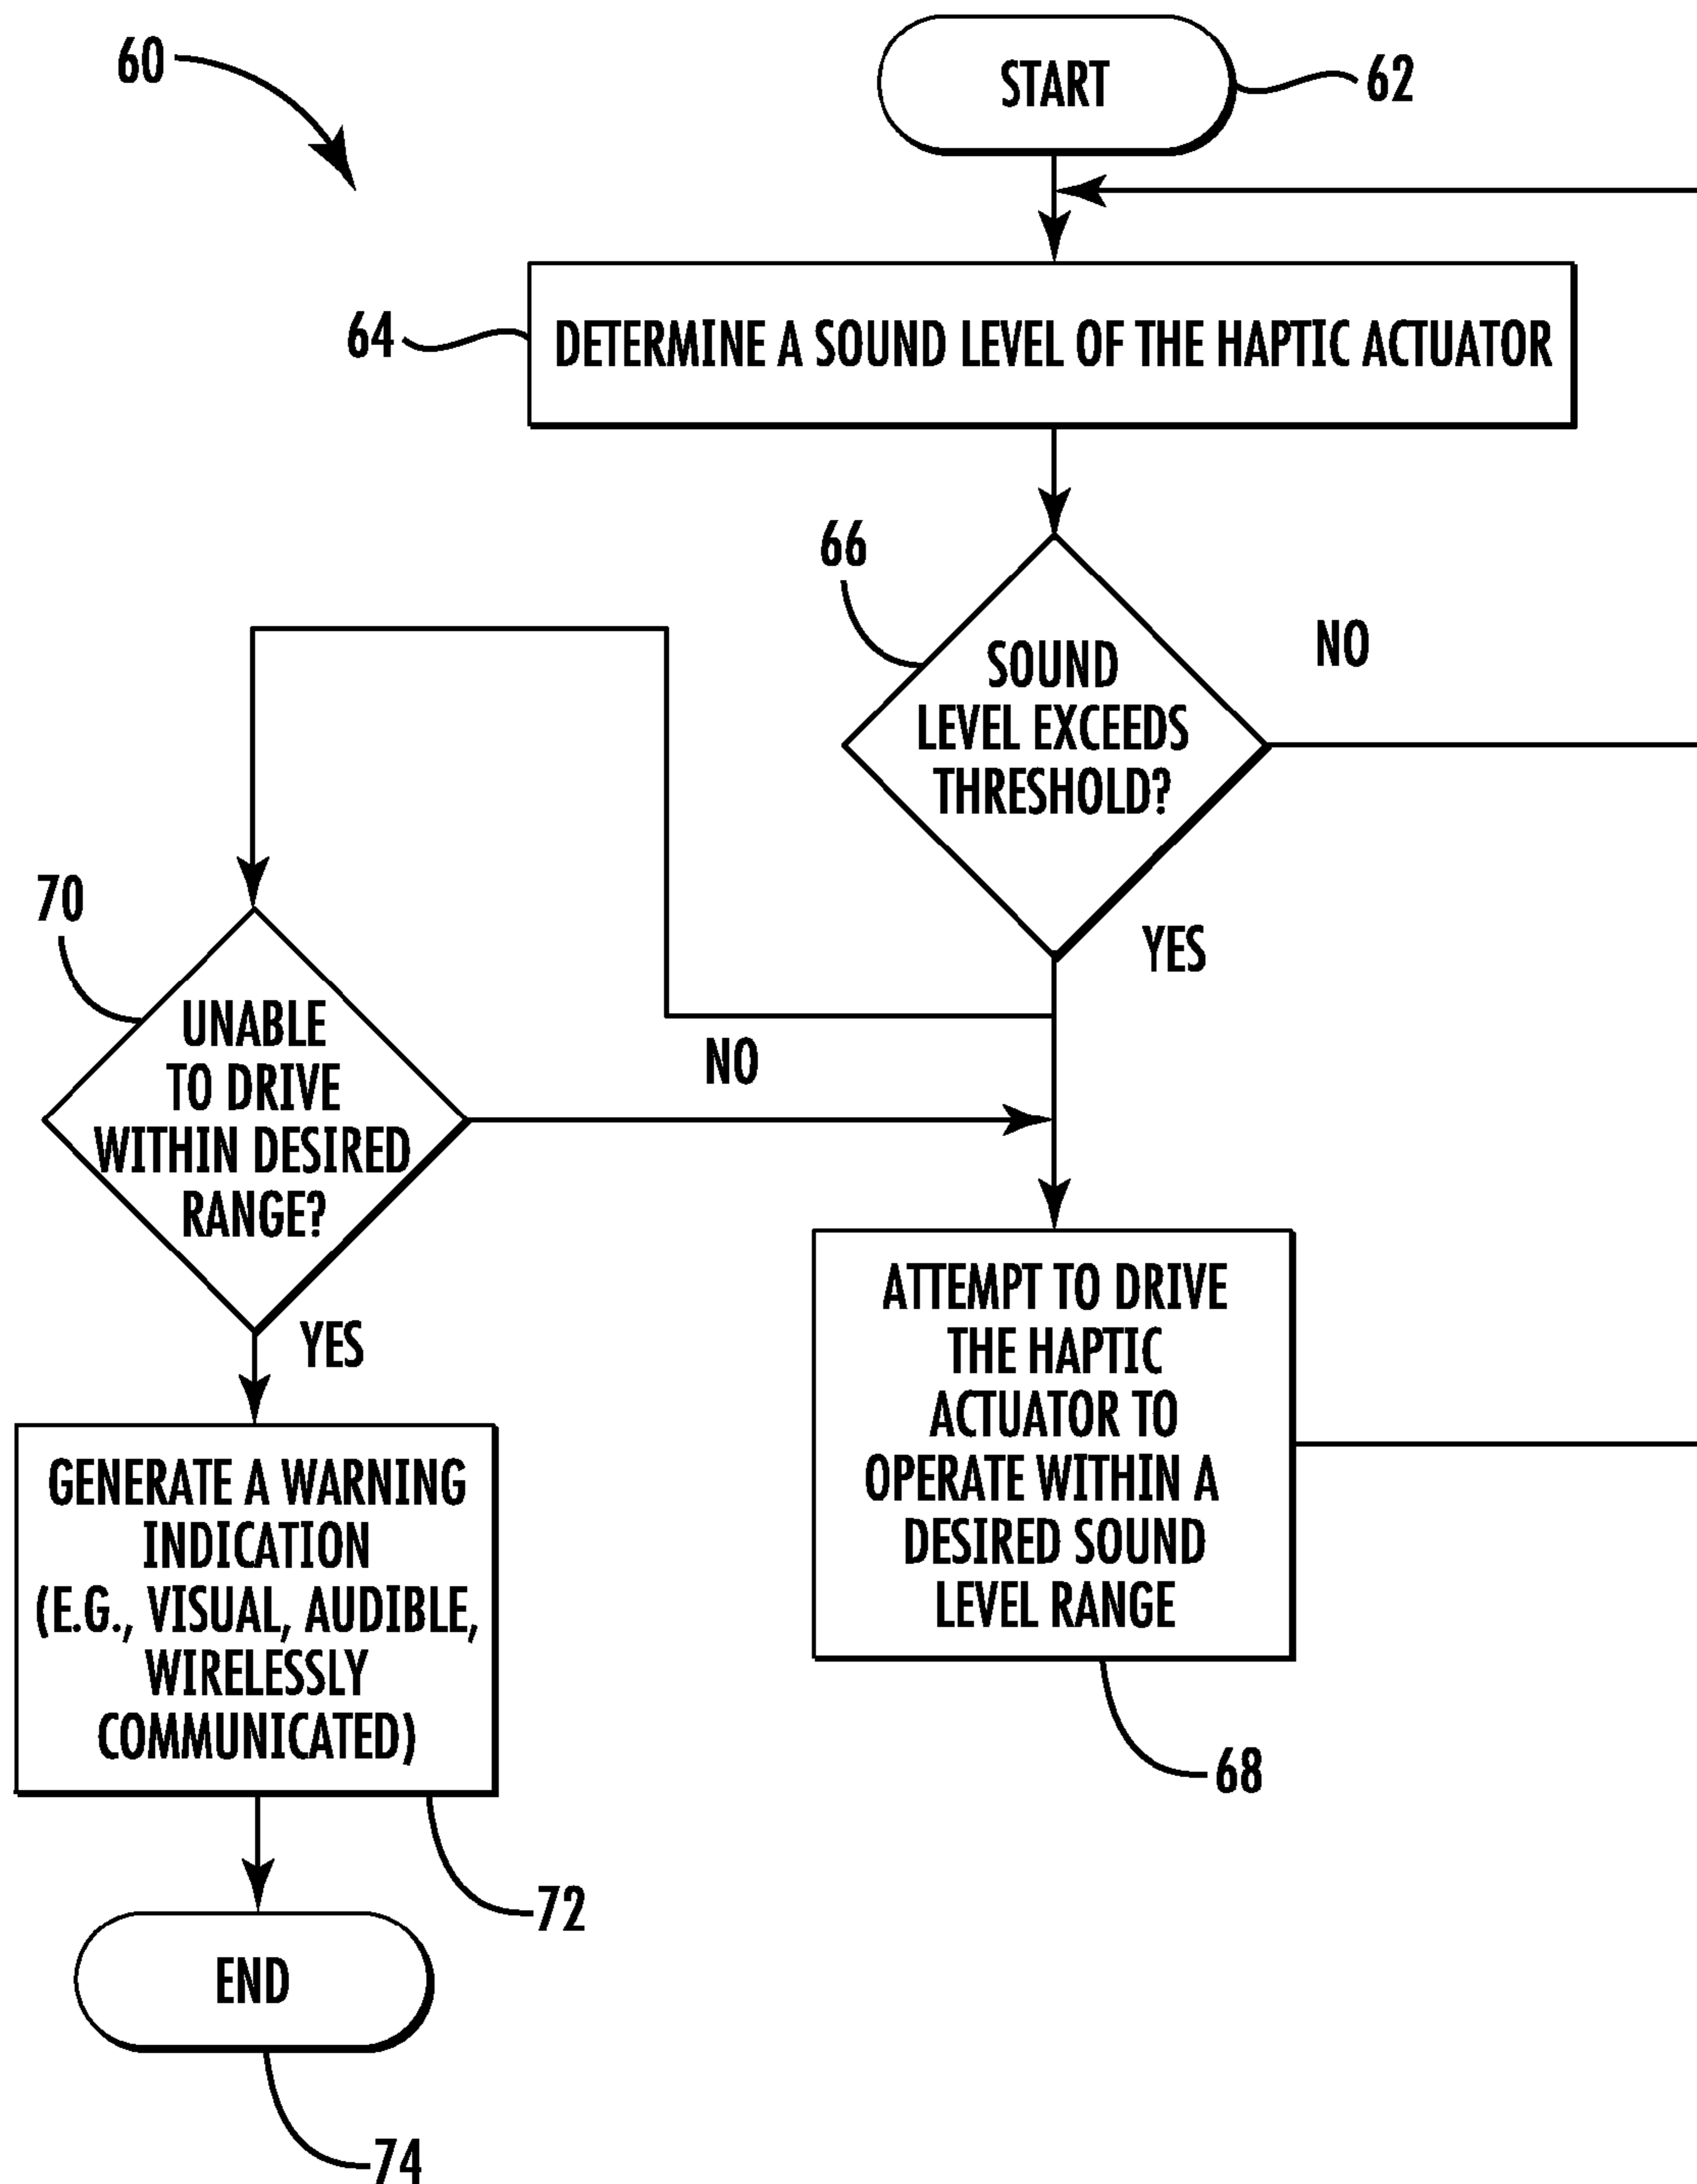 60
START
62
64
DETERMINE A SOUND LEVEL OF THE HAPTIC ACTUATOR
66
SOUND
LEVEL EXCEEDS
THRESHOLD?
NO
YES
70
UNABLE
TO DRIVE
WITHIN DESIRED
RANGE?
NO
YES
ATTEMPT TO DRIVE
THE HAPTIC
ACTUATOR TO
OPERATE WITHIN A
DESIRED SOUND
LEVEL RANGE
68
GENERATE A WARNING
INDICATION
(E.G., VISUAL, AUDIBLE,
WIRELESSLY
COMMUNICATED)
72
END
74